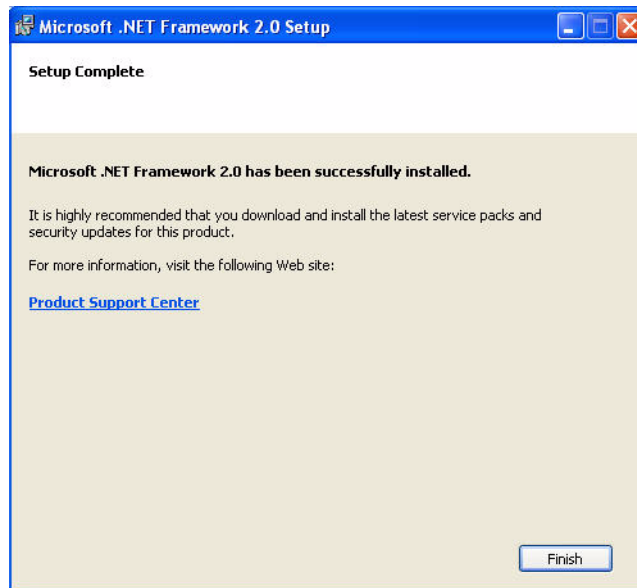 Microsoft .NET Framework 2.0 Setup
Setup Complete
Microsoft .NET Framework 2.0 has been successfully installed.
It is highly recommended that you download and install the latest service packs and
security updates for this product.
For more information, visit the following Web site:
Product Support Center
Finish